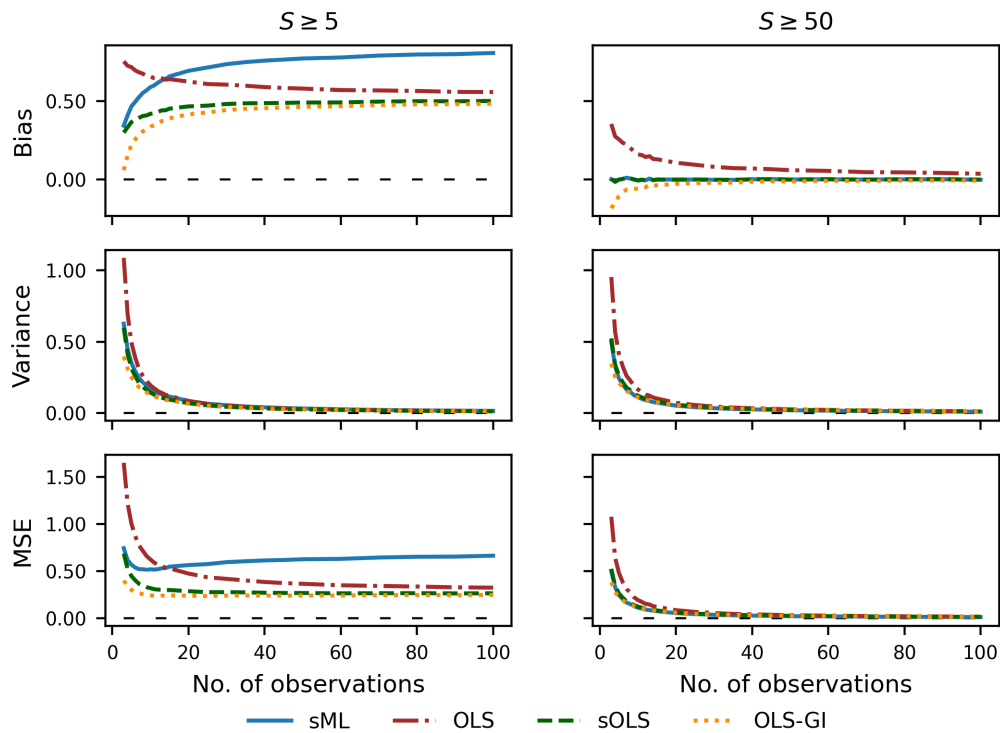 S ≥ 5
S ≥ 50
Bias
0.50
0.00
Variance
1.00
0.50
0.00
MSE
1.50
1.00
0.50
0.00
0 20 40 60 80 100
0 20 40 60 80 100
No. of observations
No. of observations
sML OLS sOLS OLS-GI